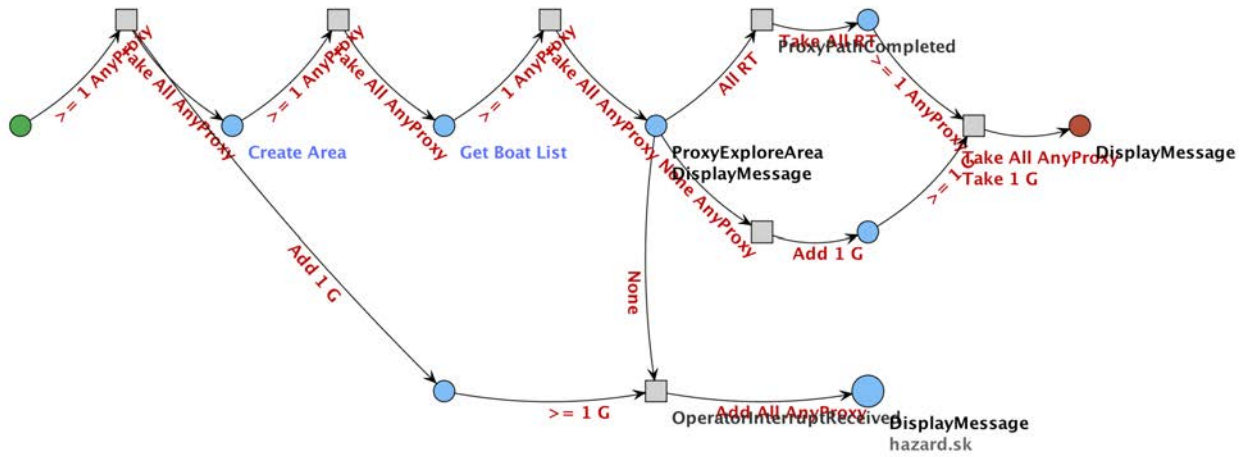 >= 1 AnyProxy
Take All AnyProxy
>= 1 AnyProxy
Take All AnyProxy
>= 1 AnyProxy
Take All AnyProxy
All RT
Take All RT
ProxyPathCompleted
>= 1 AnyProxy
Create Area
Get Boat List
ProxyExploreArea
DisplayMessage
None AnyProxy
Add 1 G
>= 1 G
Take All AnyProxy
Take 1 G
DisplayMessage
Add 1 G
None
>= 1 G
OperatorInterruptReceived
Add All AnyProxy
DisplayMessage
hazard.sk